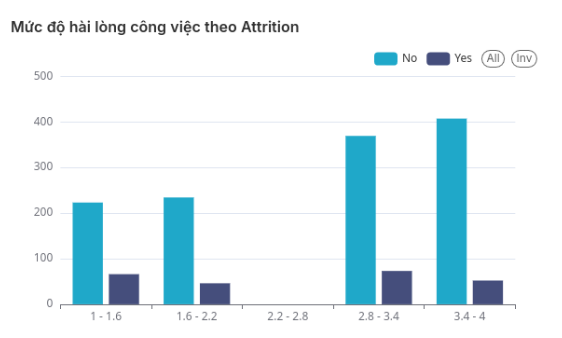 Mức độ hài lòng công việc theo Attrition
No Yes All Inv
500
400
300
200
100
0
1 - 1.6 1.6 - 2.2 2.2 - 2.8 2.8 - 3.4 3.4 - 4